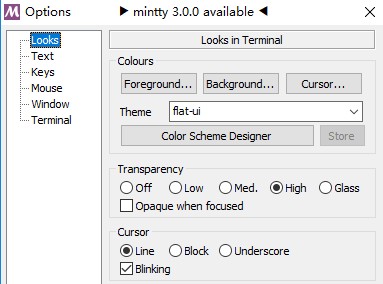 Options
▶ mintty 3.0.0 available ◀
Looks
Text
Keys
Mouse
Window
Terminal
Looks in Terminal
Colours
Foreground... Background... Cursor...
Theme flat-ui
Color Scheme Designer Store
Transparency
Off Low Med. High Glass
Opaque when focused
Cursor
Line Block Underscore
Blinking